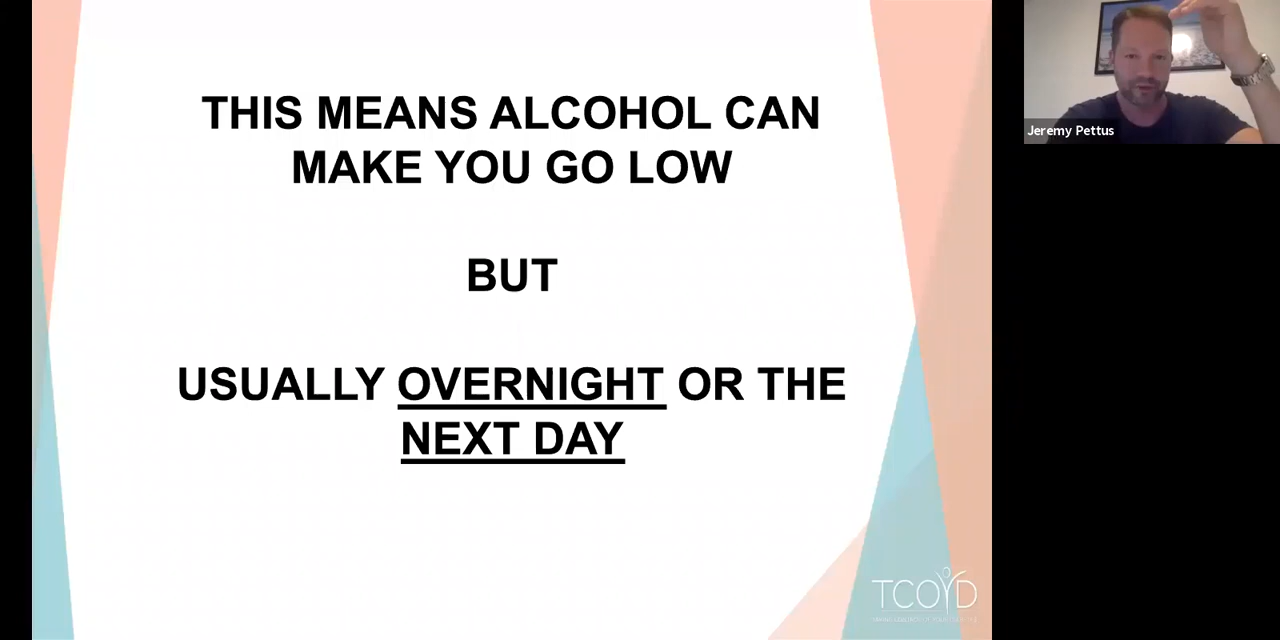 THIS MEANS ALCOHOL CAN
MAKE YOU GO LOW
BUT
USUALLY OVERNIGHT OR THE
NEXT DAY
Jeremy Pettus
TCOYD